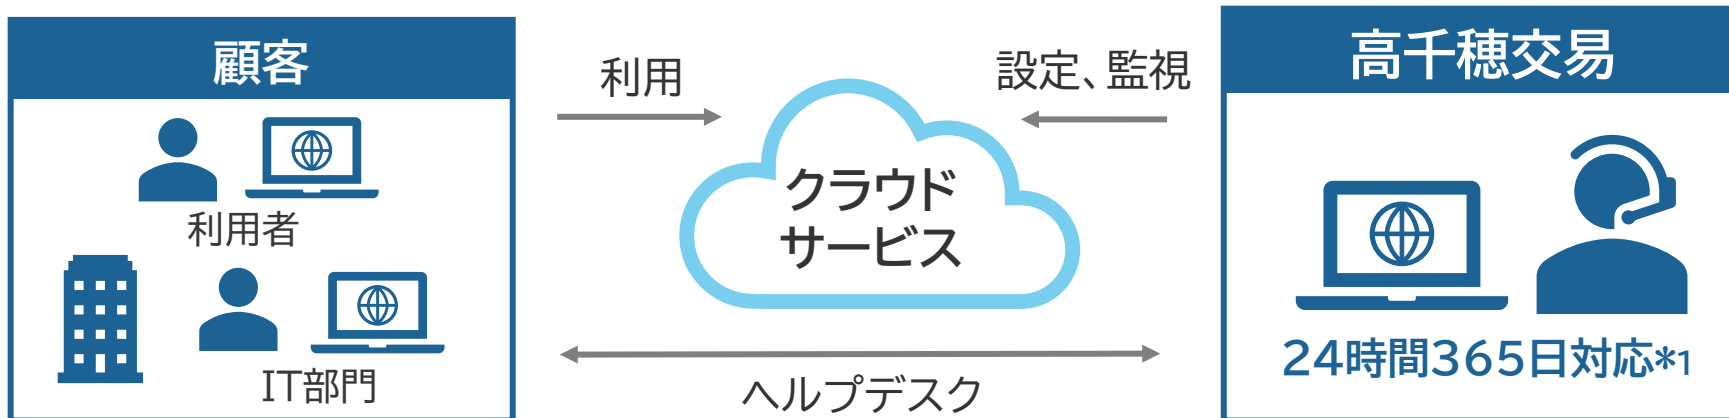 顧客
利用者
IT部門
利用
クラウド
サービス
設定、監視
ヘルプデスク
高千穂交易
24時間365日対応*1